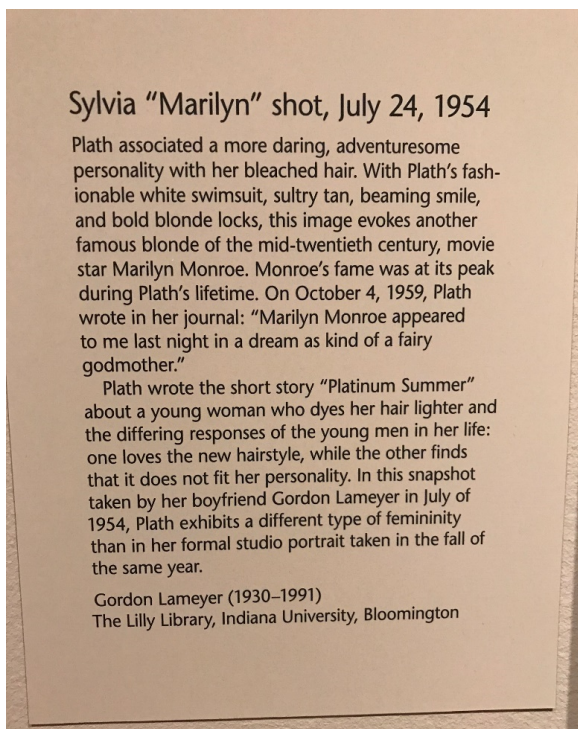 Sylvia “Marilyn” shot, July 24, 1954
Plath associated a more daring, adventuresome
personality with her bleached hair. With Plath’s fash-
ionable white swimsuit, sultry tan, beaming smile,
and bold blonde locks, this image evokes another
famous blonde of the mid-twentieth century, movie
star Marilyn Monroe. Monroe’s fame was at its peak
during Plath’s lifetime. On October 4, 1959, Plath
wrote in her journal: “Marilyn Monroe appeared
to me last night in a dream as kind of a fairy
godmother.”
Plath wrote the short story “Platinum Summer”
about a young woman who dyes her hair lighter and
the differing responses of the young men in her life:
one loves the new hairstyle, while the other finds
that it does not fit her personality. In this snapshot
taken by her boyfriend Gordon Lameyer in July of
1954, Plath exhibits a different type of femininity
than in her formal studio portrait taken in the fall of
the same year.
Gordon Lameyer (1930–1991)
The Lilly Library, Indiana University, Bloomington